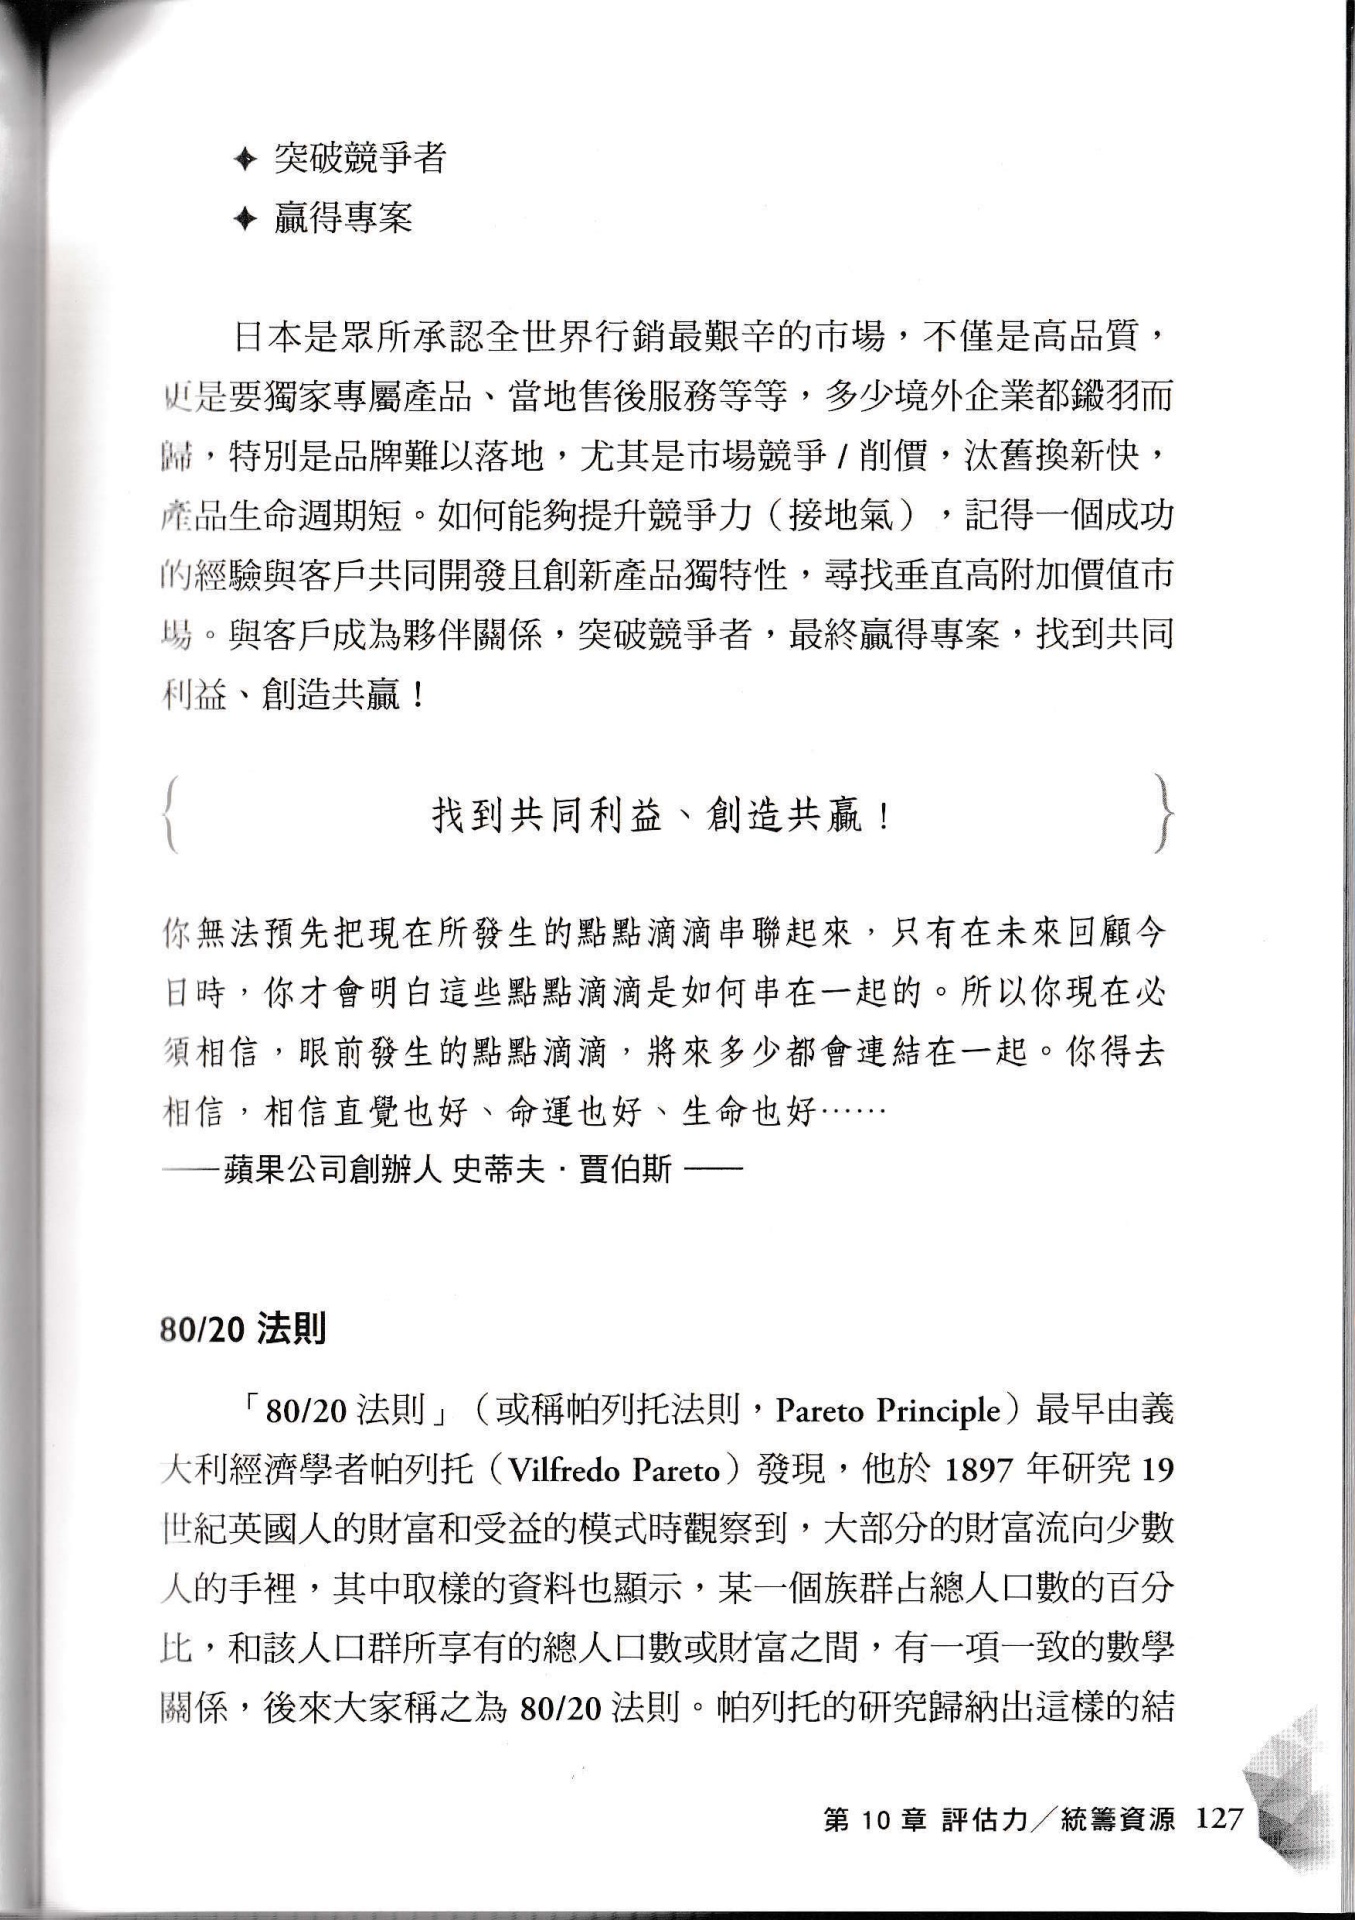 ✦ 突破競爭者
✦ 贏得專案
日本是眾所承認全世界行銷最艱辛的市場，不僅是高品質，
更是要獨家專屬產品、當地售後服務等等，多少境外企業都鎩羽而
歸，特別是品牌難以落地，尤其是市場競爭 / 削價，汰舊換新快，
產品生命週期短。如何能夠提升競爭力（接地氣），記得一個成功
的經驗與客戶共同開發且創新產品獨特性，尋找垂直高附加價值市
場。與客戶成為夥伴關係，突破競爭者，最終贏得專案，找到共同
利益、創造共贏！
找到共同利益、創造共贏！
你無法預先把現在所發生的點點滴滴串聯起來，只有在未來回顧今
日時，你才會明白這些點點滴滴是如何串在一起的。所以你現在必
須相信，眼前發生的點點滴滴，將來多少都會連結在一起。你得去
相信，相信直覺也好、命運也好、生命也好……
——蘋果公司創辦人 史蒂夫．賈伯斯 ——
80/20 法則
「80/20 法則」（或稱帕列托法則，Pareto Principle）最早由義
大利經濟學者帕列托（Vilfredo Pareto）發現，他於 1897 年研究 19
世紀英國人的財富和受益的模式時觀察到，大部分的財富流向少數
人的手裡，其中取樣的資料也顯示，某一個族群占總人口數的百分
比，和該人口群所享有的總人口數或財富之間，有一項一致的數學
關係，後來大家稱之為 80/20 法則。帕列托的研究歸納出這樣的結
第 10 章 評估力／統籌資源 127